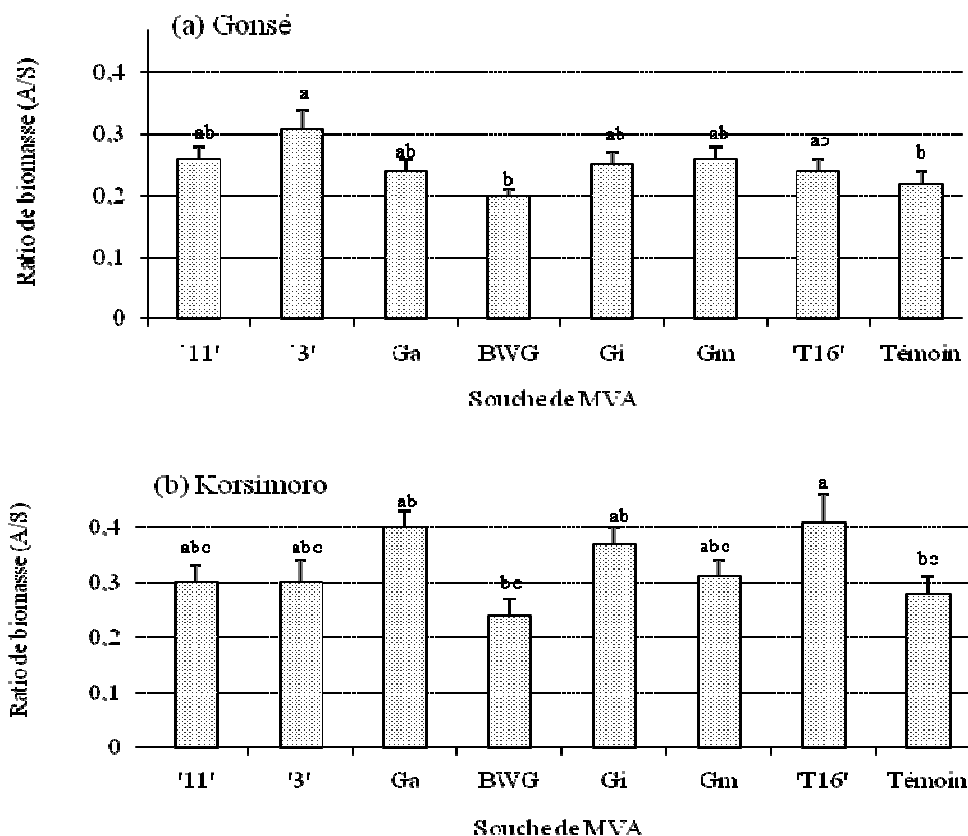 (a) Gonsé
Ratio de biomasse (A/S)
0,4
0.3
0.2
0.1
0
ab
a
ab
b
ab
ab
ab
b
'11'
'3'
Ga
BWG
Gi
Gm
'T16'
Témoin
Souche de MVA
(b) Korsimoro
Ratio de biomasse (A/S)
0.4
0.3
0.2
0.1
0
abc
abc
ab
bc
ab
abc
a
bc
'11'
'3'
Ga
BWG
Gi
Gm
'T16'
Témoin
Souche de MVA